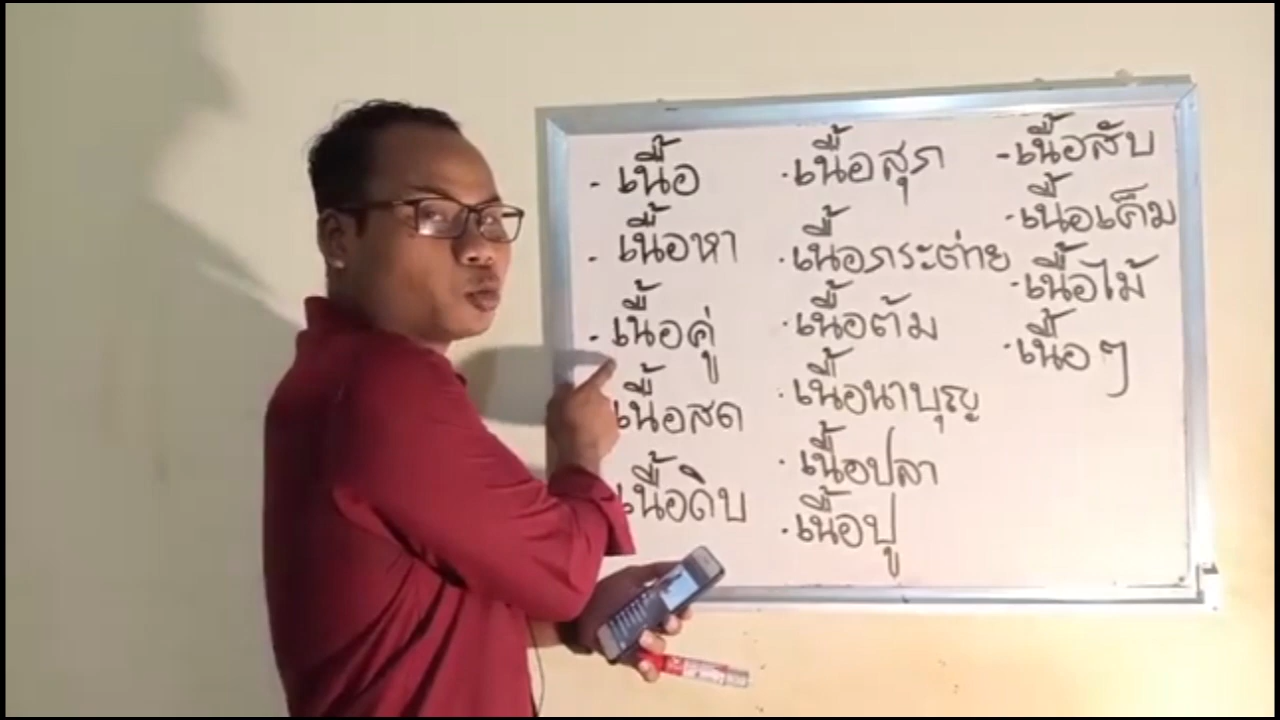 - เนื้อ
- เนื้อหา
- เนื้อคู่
เนื้อสด
เนื้อดิบ
· เนื้อสุก
· เนื้อกระต่าย
· เนื้อต้ม
· เนื้อนาบุญ
· เนื้อปลา
· เนื้อปู
- เนื้อสับ
· เนื้อเค็ม
· เนื้อไม้
· เนื้อๆ